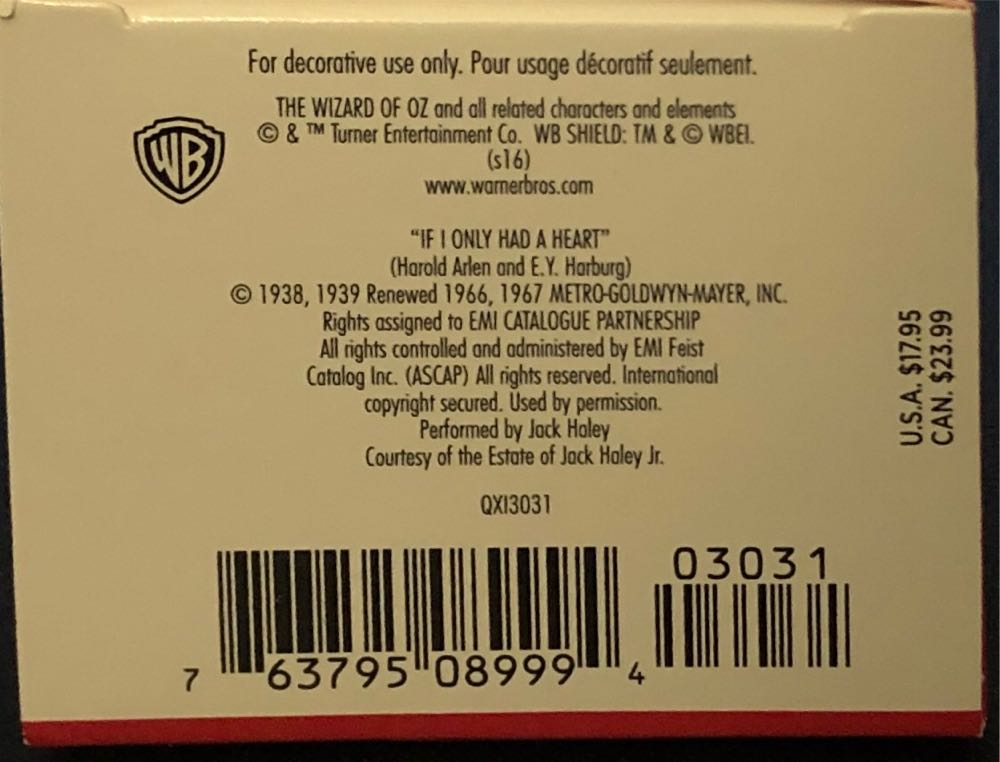 For decorative use only. Pour usage décoratif seulement.
THE WIZARD OF OZ and all related characters and elements
© & ™ Turner Entertainment Co. WB SHIELD: TM & © WBEI.
(s16)
www.warnerbros.com
WB
"IF I ONLY HAD A HEART"
(Harold Arlen and E.Y. Harburg)
© 1938, 1939 Renewed 1966, 1967 METRO-GOLDWYN-MAYER, INC.
Rights assigned to EMI CATALOGUE PARTNERSHIP
All rights controlled and administered by EMI Feist
Catalog Inc. (ASCAP) All rights reserved. International
copyright secured. Used by permission.
Performed by Jack Haley
Courtesy of the Estate of Jack Haley Jr.
U.S.A. $17.95
CAN. $23.99
QXI3031
03031
7 63795 08999 4